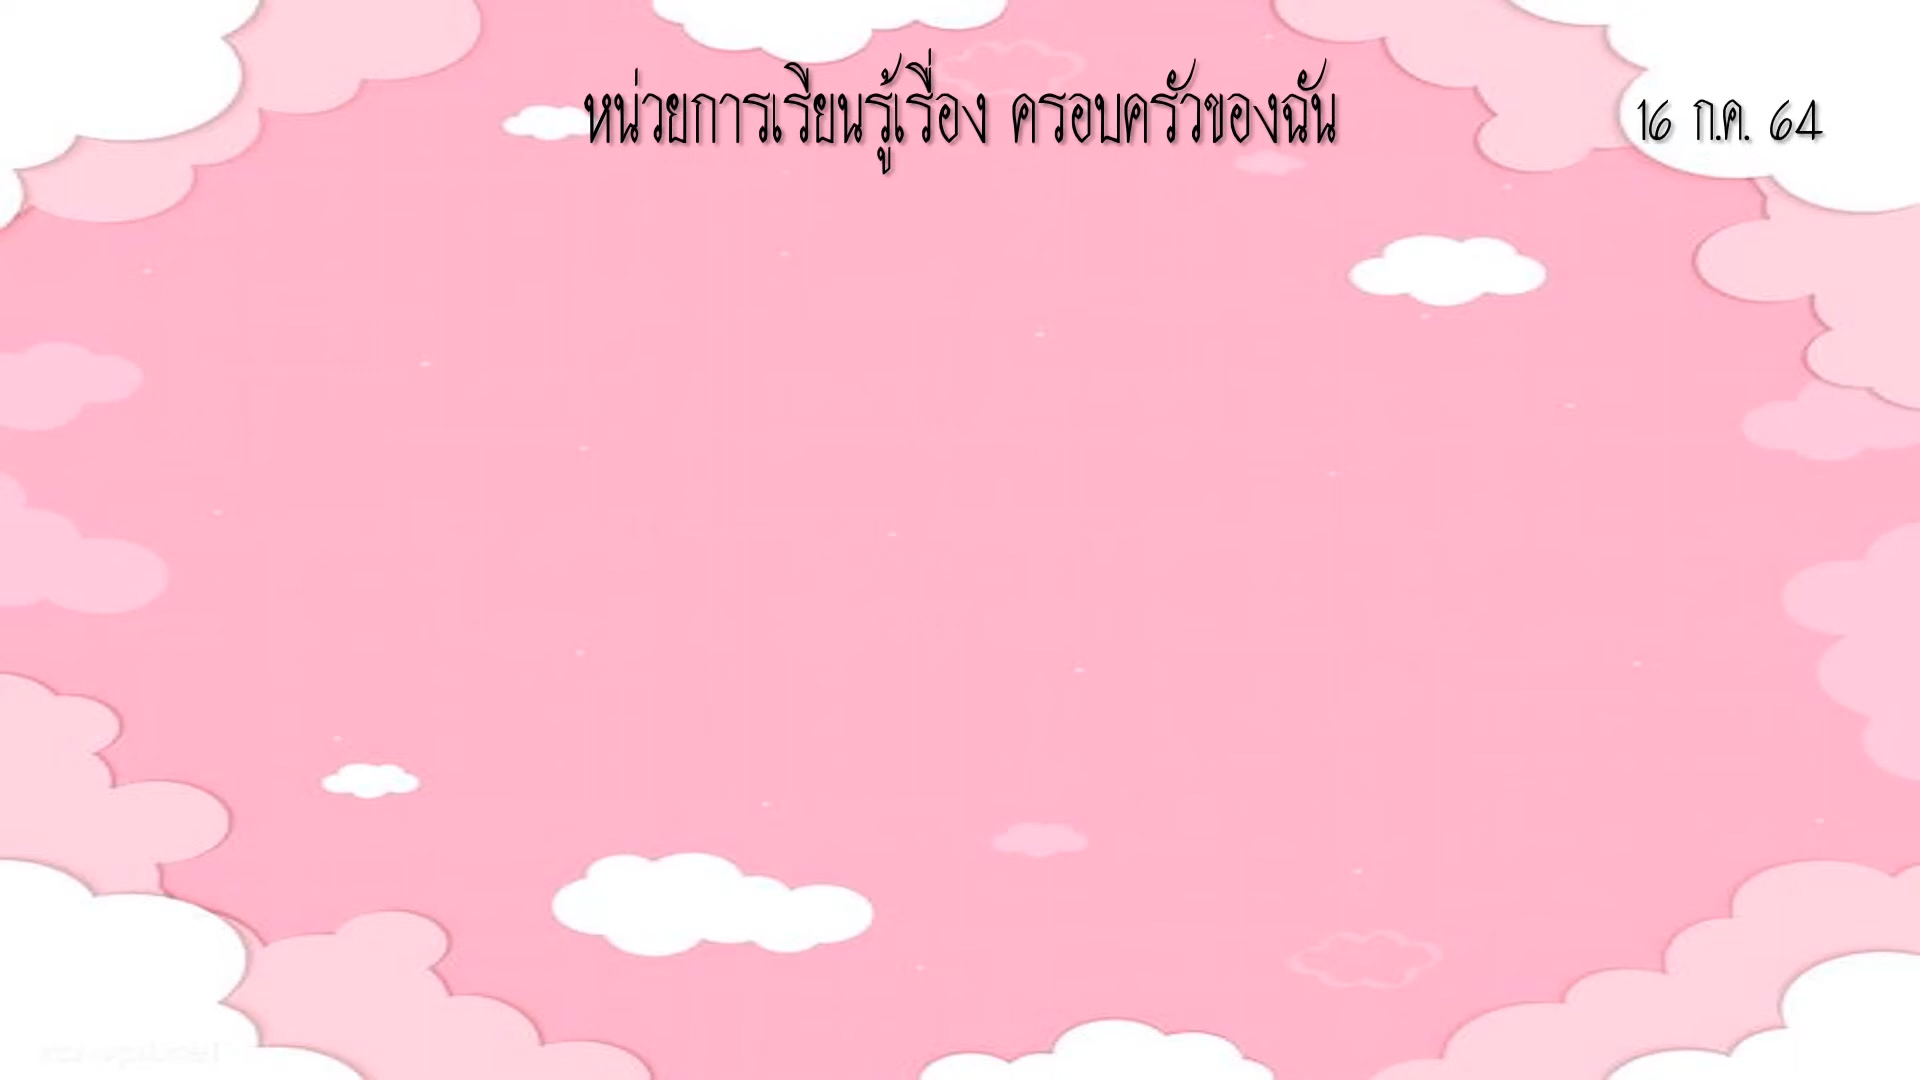 หน่วยการเรียนรู้เรื่อง ครอบครัวของฉัน
16 ก.ค. 64